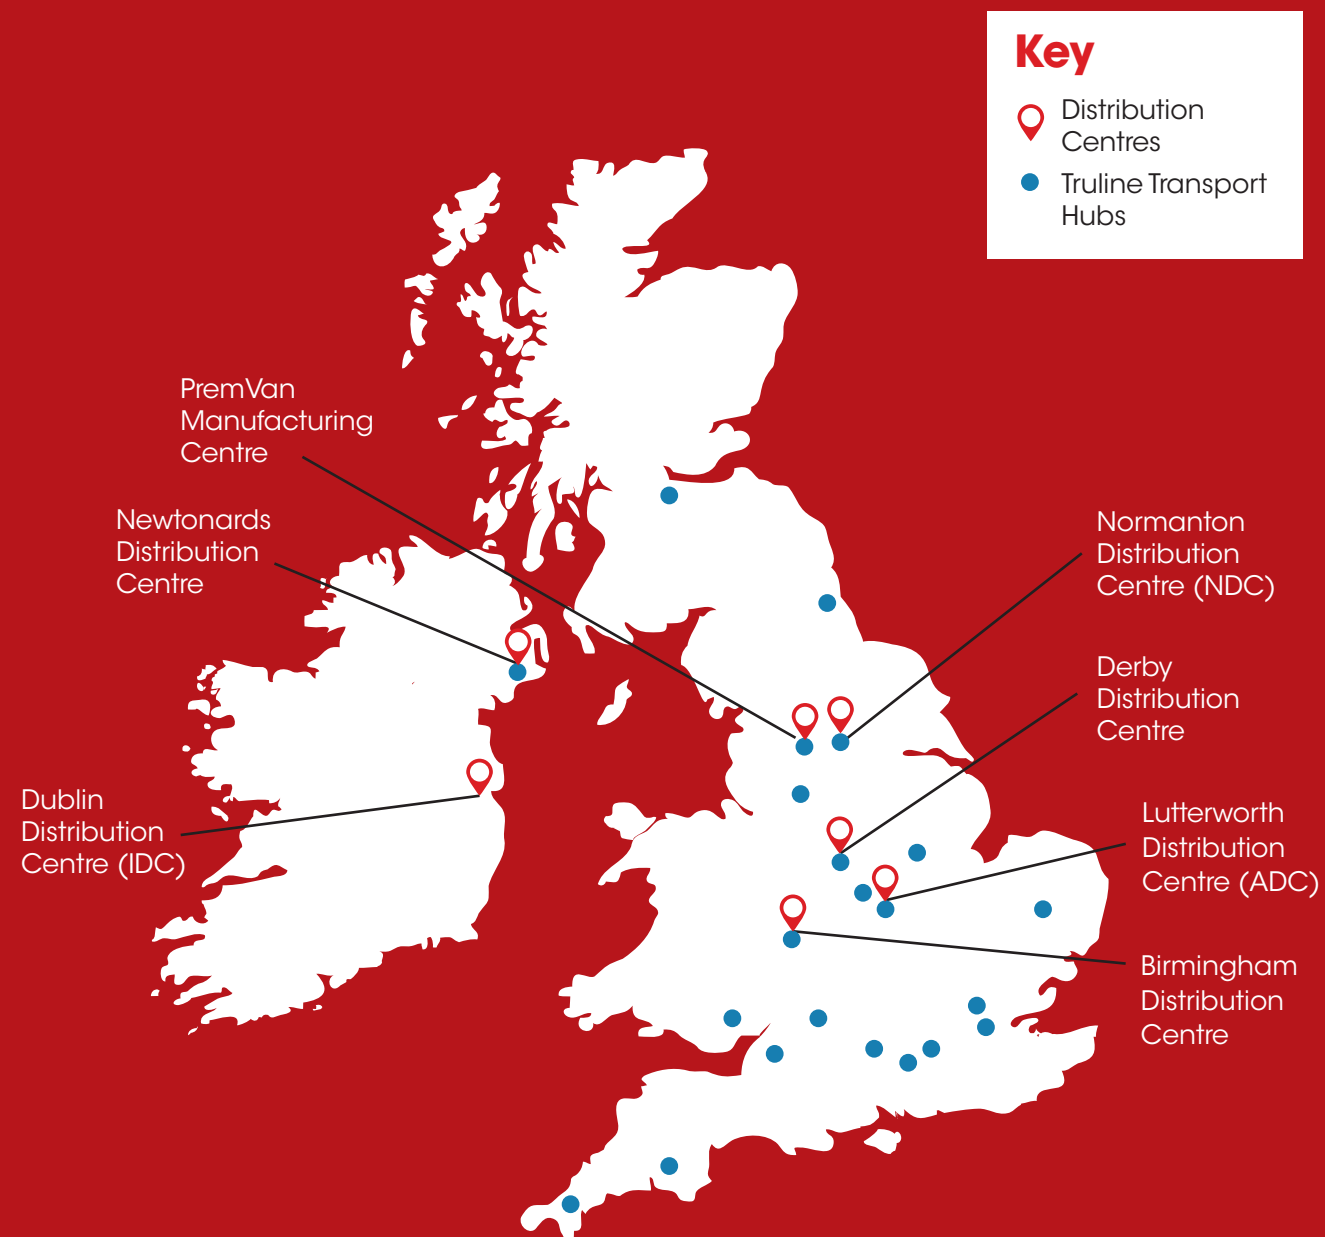 Key
Distribution
Centres
Truline Transport
Hubs
PremVan
Manufacturing
Centre
Newtonards
Distribution
Centre
Dublin
Distribution
Centre (IDC)
Normanton
Distribution
Centre (NDC)
Derby
Distribution
Centre
Lutterworth
Distribution
Centre (ADC)
Birmingham
Distribution
Centre